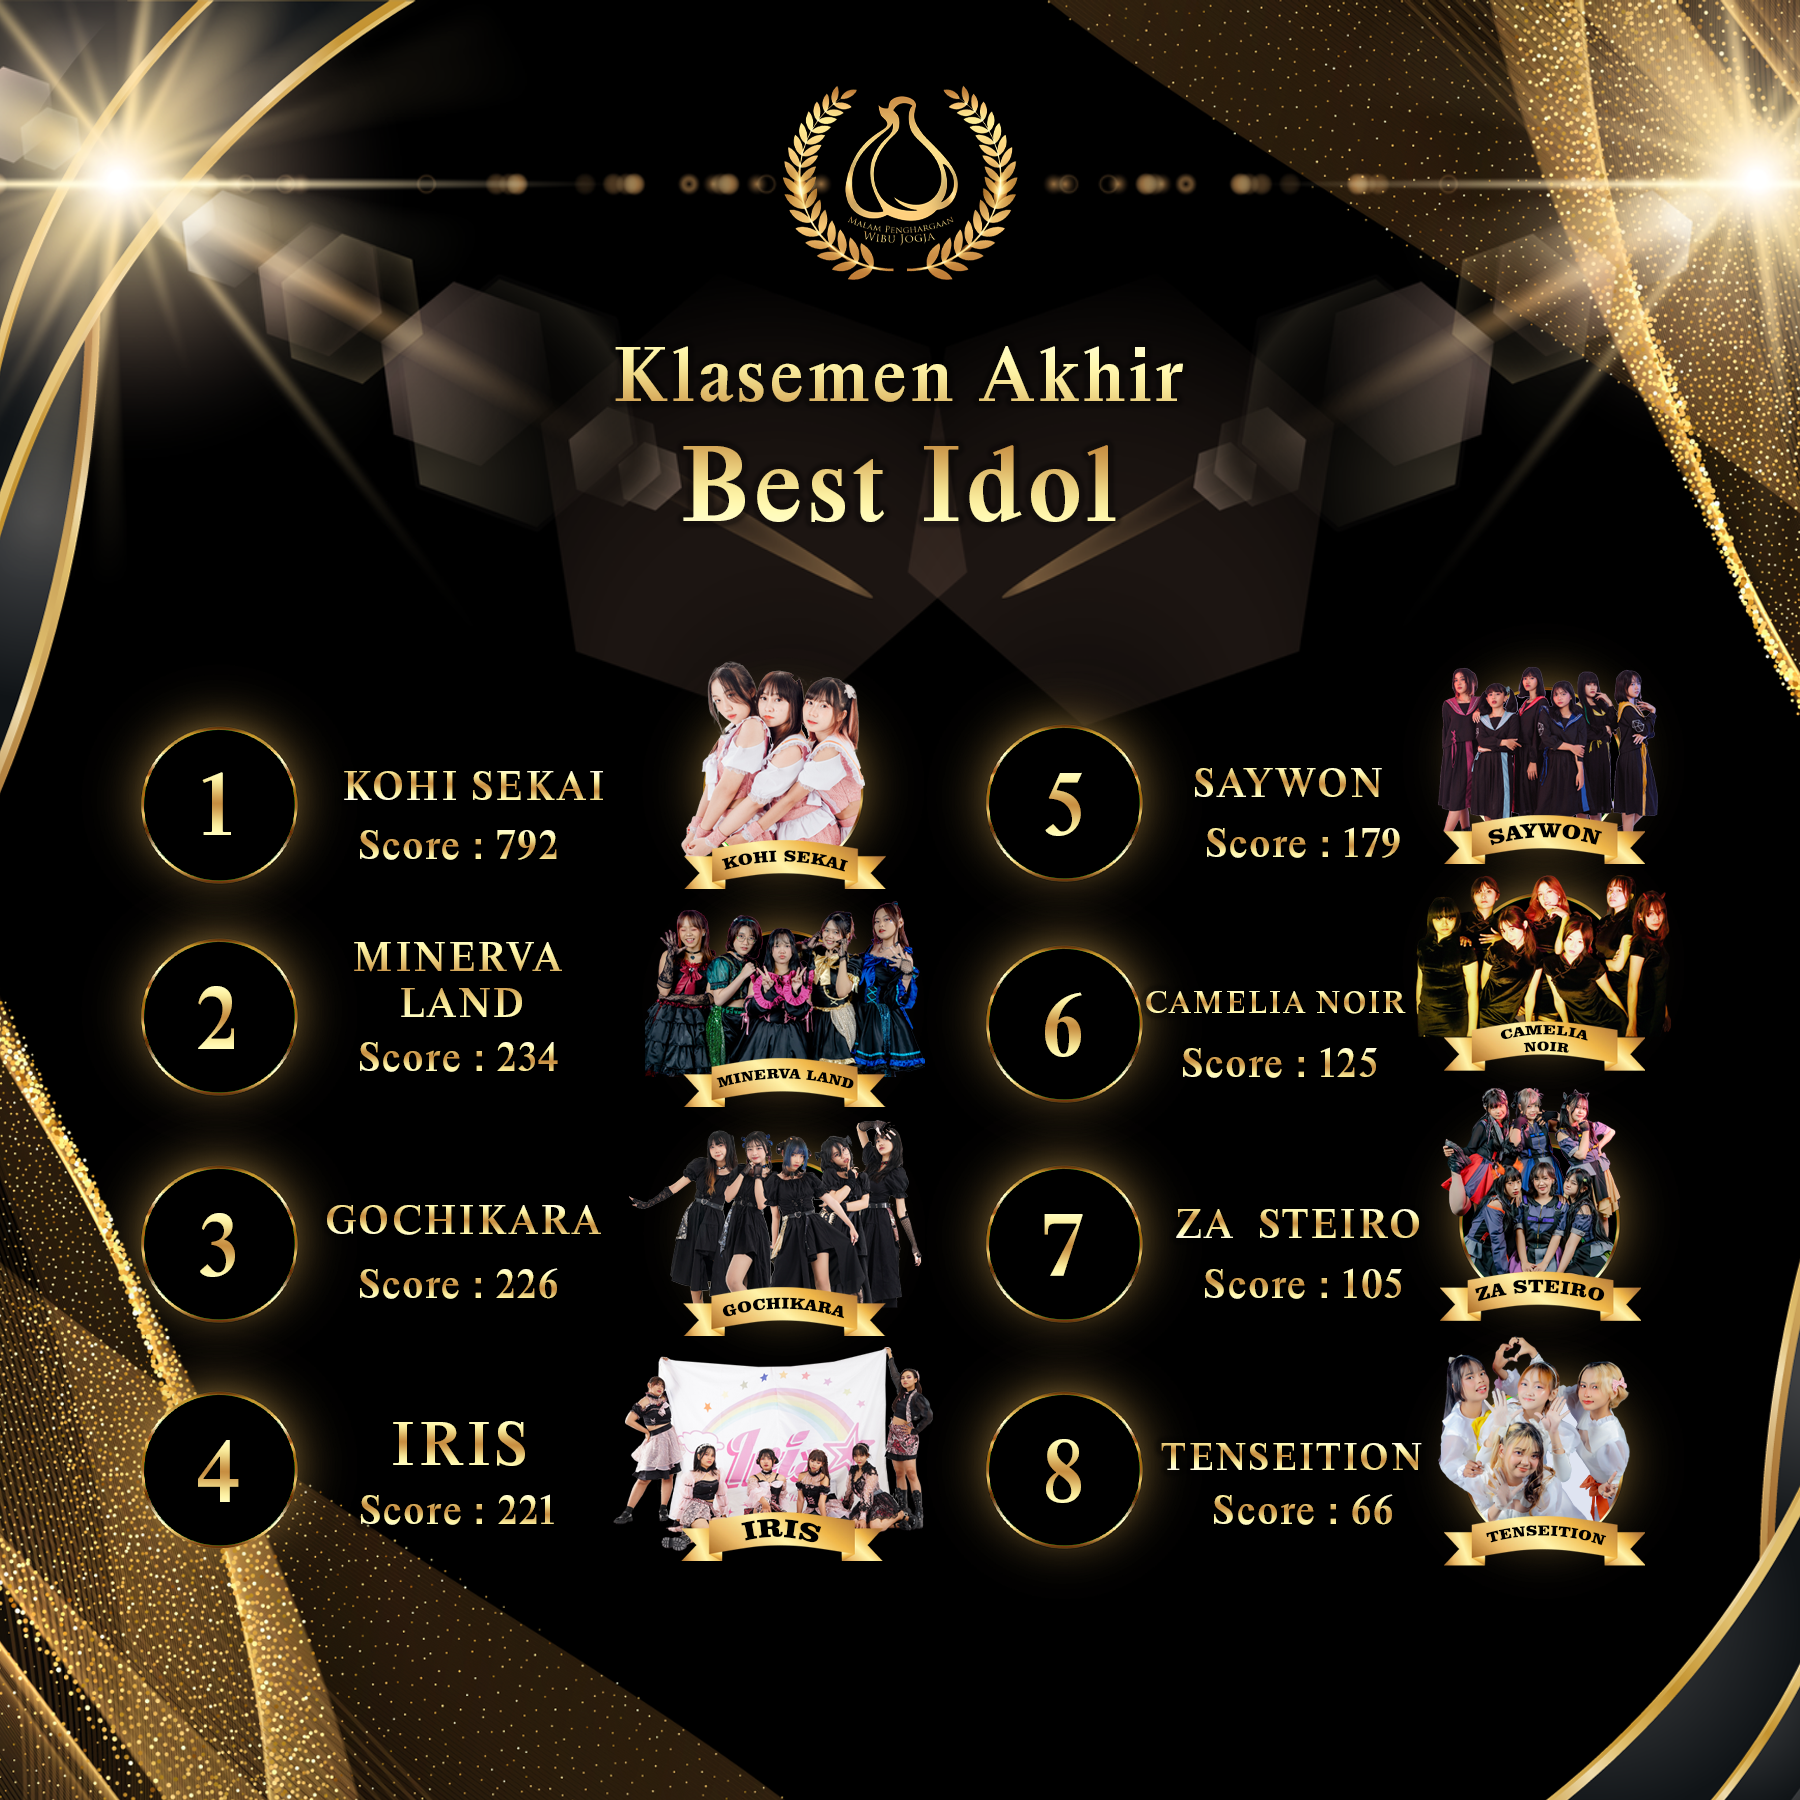 MALAM PENGHARGAAN
WIBU JOGJA
Klasemen Akhir
Best Idol
1
KOHI SEKAI
Score : 792
KOHI SEKAI
2
MINERVA
LAND
Score : 234
MINERVA LAND
3
GOCHIKARA
Score : 226
GOCHIKARA
4
IRIS
Score : 221
Iris
IRIS
5
SAYWON
Score : 179
SAYWON
6
CAMELIA NOIR
Score : 125
CAMELIA
NOIR
7
ZA STEIRO
Score : 105
ZA STEIRO
8
TENSEITION
Score : 66
TENSEITION